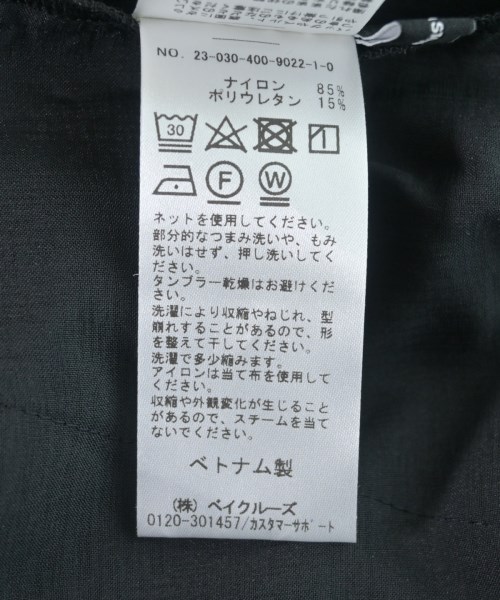 NO. 23-030-400-9022-1-0
ナイロン 85%
ポリウレタン 15%
30
F W
ネットを使用してください。
部分的なつまみ洗いや、もみ
洗いはせず、押し洗いしてく
ださい。
タンブラー乾燥はお避けくだ
さい。
洗濯により収縮やねじれ、型
崩れすることがあるので、形
を整えて干してください。
洗濯で多少縮みます。
アイロンは当て布を使用して
ください。
収縮や外観変化が生じること
があるので、スチームを当て
ないでください。
ベトナム製
(株) ベイクルーズ
0120-301457/カスタマーサポート